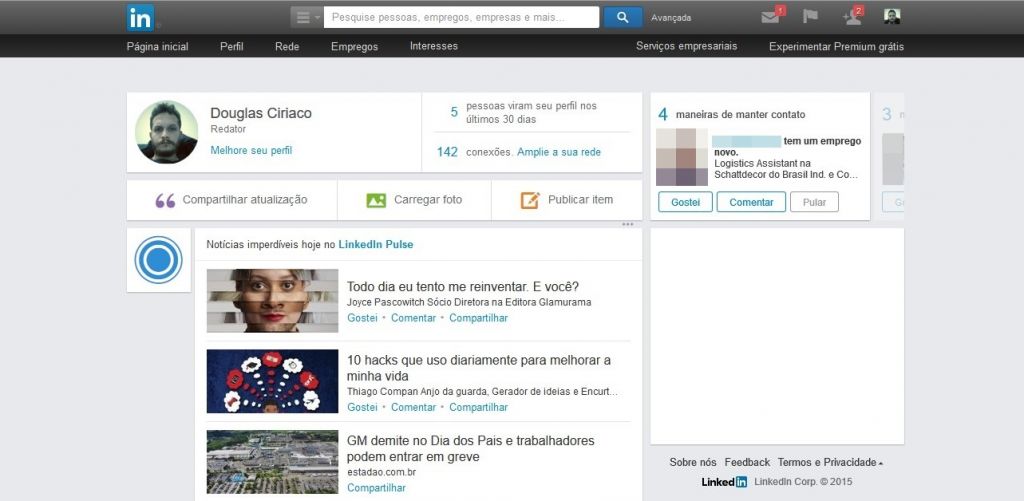 in
Pesquise pessoas, empregos, empresas e mais...
Avançada
1
2
Página inicial
Perfil
Rede
Empregos
Interesses
Serviços empresariais
Experimentar Premium grátis
Douglas Ciriaco
Redator
Melhore seu perfil
5 pessoas viram seu perfil nos
últimos 30 dias
142 conexões. Amplie a sua rede
4 maneiras de manter contato
tem um emprego
novo.
Logistics Assistant na
Schattdecor do Brasil Ind. e Co...
Gostei
Comentar
Pular
3
Compartilhar atualização
Carregar foto
Publicar item
Notícias imperdíveis hoje no LinkedIn Pulse
Todo dia eu tento me reinventar. E você?
Joyce Pascowitch Sócio Diretora na Editora Glamurama
Gostei • Comentar • Compartilhar
10 hacks que uso diariamente para melhorar a
minha vida
Thiago Compan Anjo da guarda, Gerador de ideias e Encurt...
Gostei • Comentar • Compartilhar
GM demite no Dia dos Pais e trabalhadores
podem entrar em greve
estadao.com.br
Compartilhar
Sobre nós
Feedback
Termos e Privacidade
LinkedIn LinkedIn Corp. © 2015